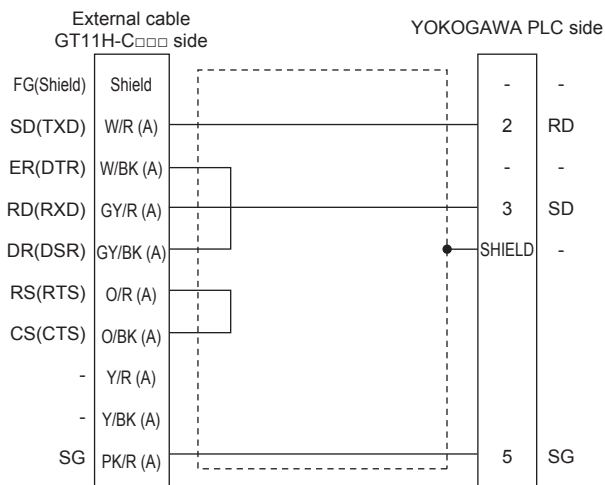 External cable
GT11H-C□□□ side
YOKOGAWA PLC side
FG(Shield) Shield - -
SD(TXD) W/R (A) 2 RD
ER(DTR) W/BK (A) - -
RD(RXD) GY/R (A) 3 SD
DR(DSR) GY/BK (A) SHIELD -
RS(RTS) O/R (A)
CS(CTS) O/BK (A)
- Y/R (A)
- Y/BK (A)
SG PK/R (A) 5 SG